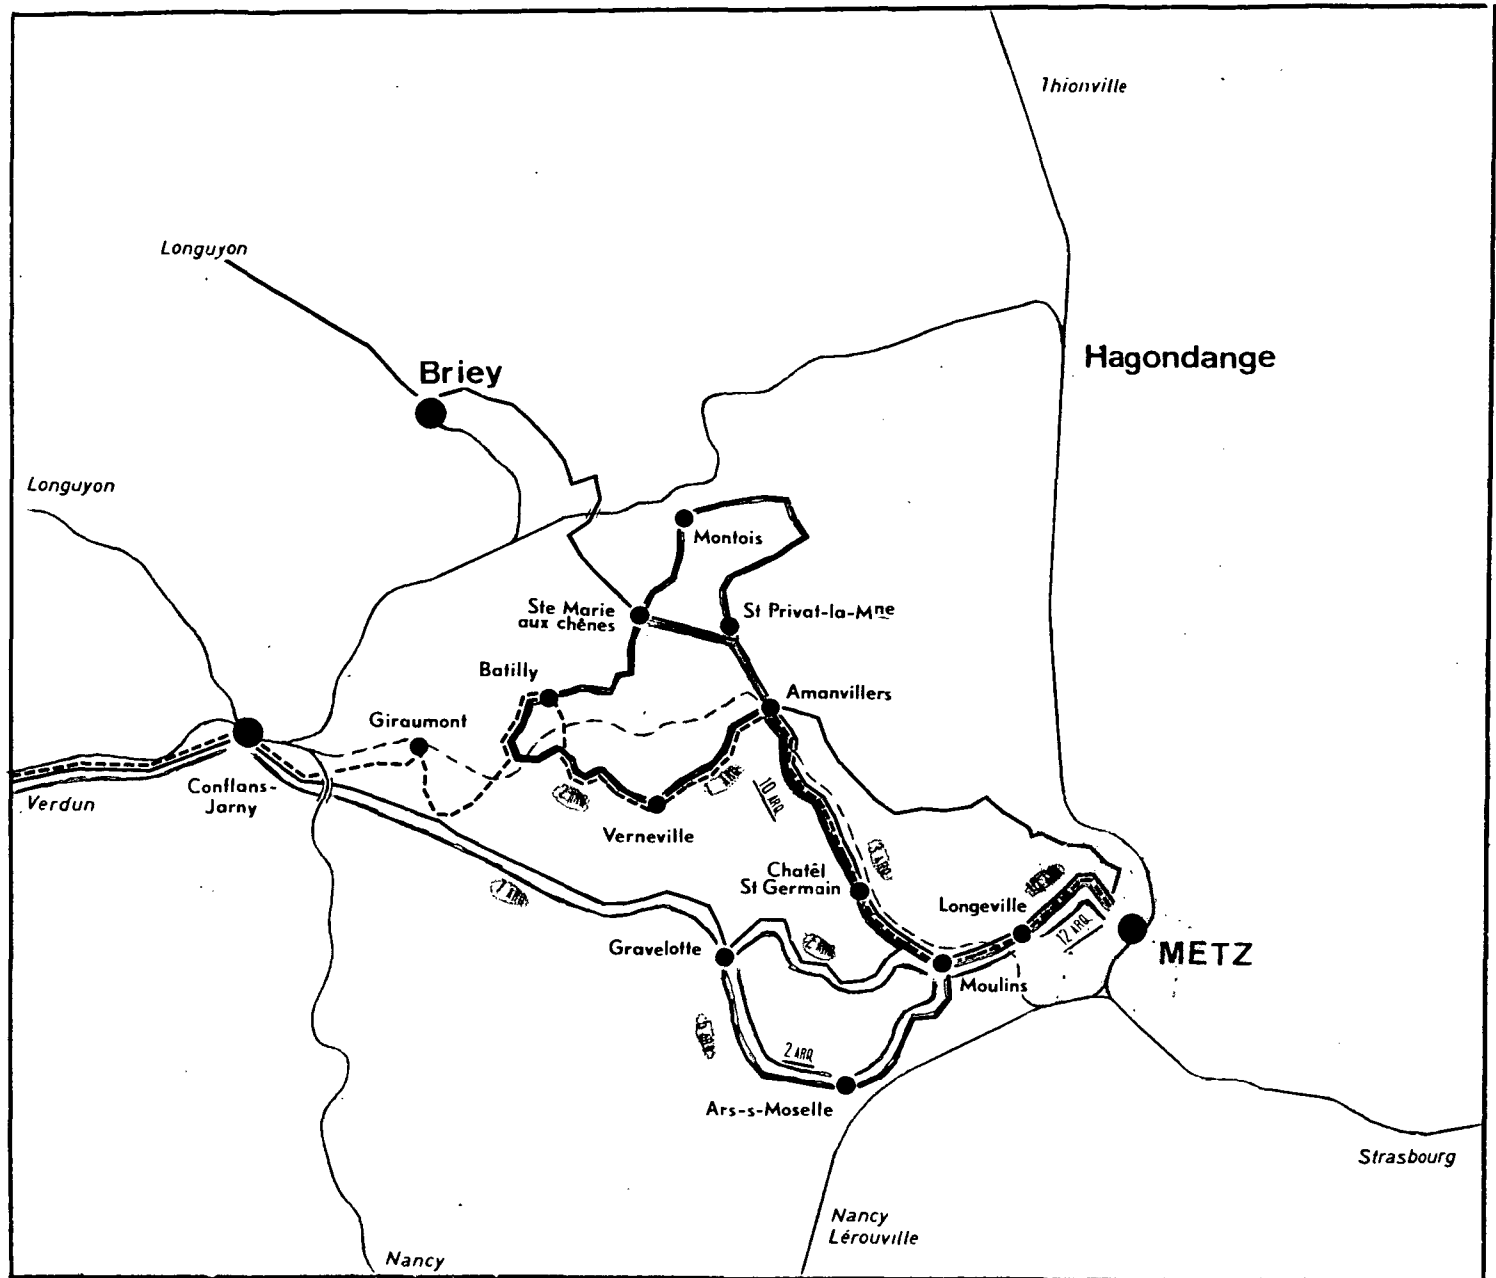 Thionville
Longuyon
Hagondange
Briey
Longuyon
Montois
Ste Marie
aux chênes
St Privat-la-Mne
Batilly
Amanvillers
Giraumont
Conflans-
Jarny
Verdun
10 ARQ
Verneville
3 ARQ
Chatêl
St Germain
Longeville
12 ARQ
METZ
Gravelotte
Moulins
2 ARQ
Ars-s-Moselle
Strasbourg
Nancy
Lérouville
Nancy